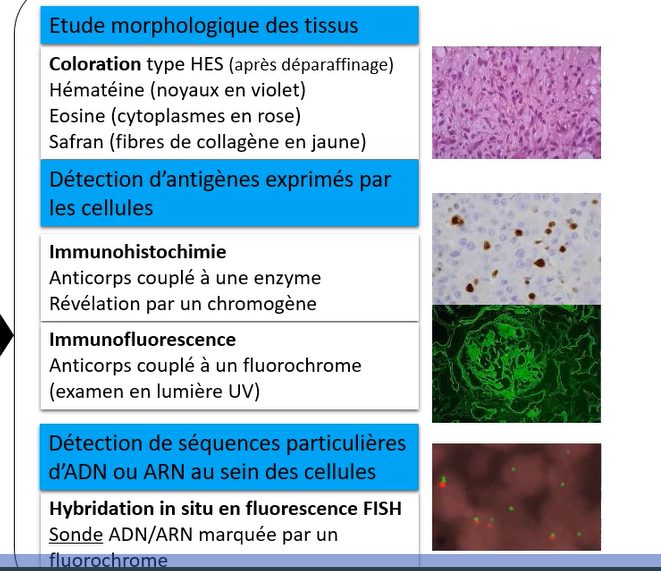 Etude morphologique des tissus
Coloration type HES (après déparaffinage)
Hématéine (noyaux en violet)
Eosine (cytoplasmes en rose)
Safran (fibres de collagène en jaune)
Détection d’antigènes exprimés par
les cellules
Immunohistochimie
Anticorps couplé à une enzyme
Révélation par un chromogène
Immunofluorescence
Anticorps couplé à un fluorochrome
(examen en lumière UV)
Détection de séquences particulières
d’ADN ou ARN au sein des cellules
Hybridation in situ en fluorescence FISH
Sonde ADN/ARN marquée par un
fluorochrome